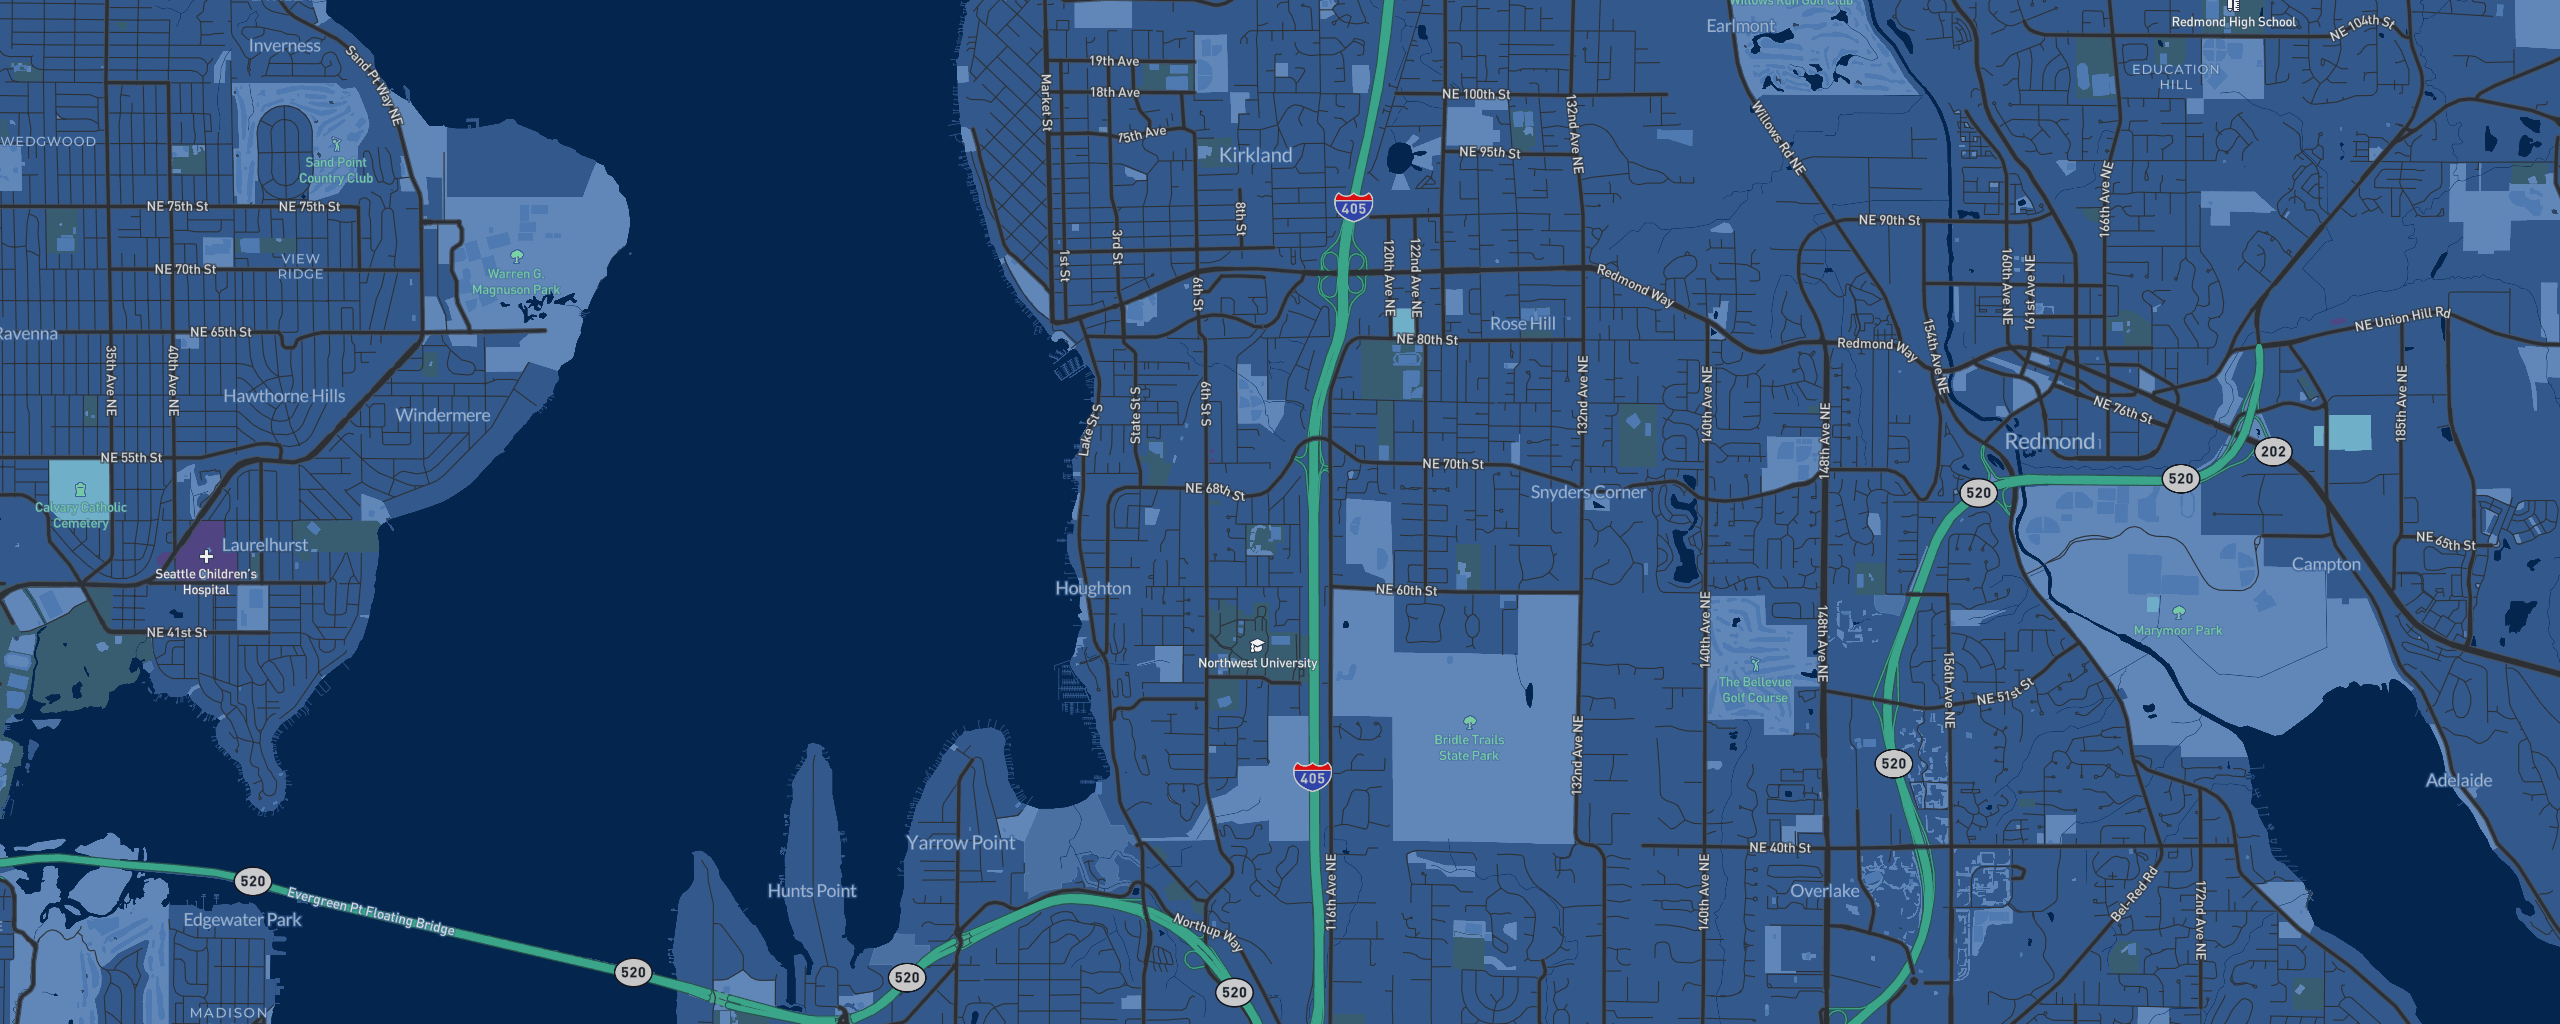 Willows Run Golf Club
Earlmont
Redmond High School
NE 104th St
Inverness
Sand Pt Way NE
19th Ave
18th Ave
Market St
75th Ave
NE 100th St
132nd Ave NE
EDUCATION
HILL
WEDGWOOD
Sand Point
Country Club
Kirkland
NE 95th St
Willows Rd NE
NE 75th St
NE 75th St
405
8th St
NE 90th St
166th Ave NE
VIEW
RIDGE
NE 70th St
Warren G.
Magnuson Park
1st St
3rd St
6th St
120th Ave NE
122nd Ave NE
Redmond Way
160th Ave NE
161st Ave NE
Ravenna
NE 65th St
Rose Hill
NE 80th St
Redmond Way
154th Ave NE
NE Union Hill Rd
35th Ave NE
40th Ave NE
Hawthorne Hills
Windermere
Lake St S
State St S
6th St S
132nd Ave NE
140th Ave NE
148th Ave NE
NE 76th St
185th Ave NE
Redmond
202
NE 55th St
NE 68th St
NE 70th St
Snyders Corner
520
520
Calvary Catholic
Cemetery
Laurelhurst
Seattle Children's
Hospital
NE 65th St
Campton
Houghton
NE 60th St
NE 41st St
Northwest University
140th Ave NE
148th Ave NE
156th Ave NE
Marymoor Park
The Bellevue
Golf Course
NE 51st St
Bridle Trails
State Park
132nd Ave NE
405
520
Adelaide
Yarrow Point
NE 40th St
Hunts Point
520
Evergreen Pt Floating Bridge
Edgewater Park
116th Ave NE
140th Ave NE
Overlake
Bel-Red Rd
172nd Ave NE
Northup Way
520
520
520
MADISON